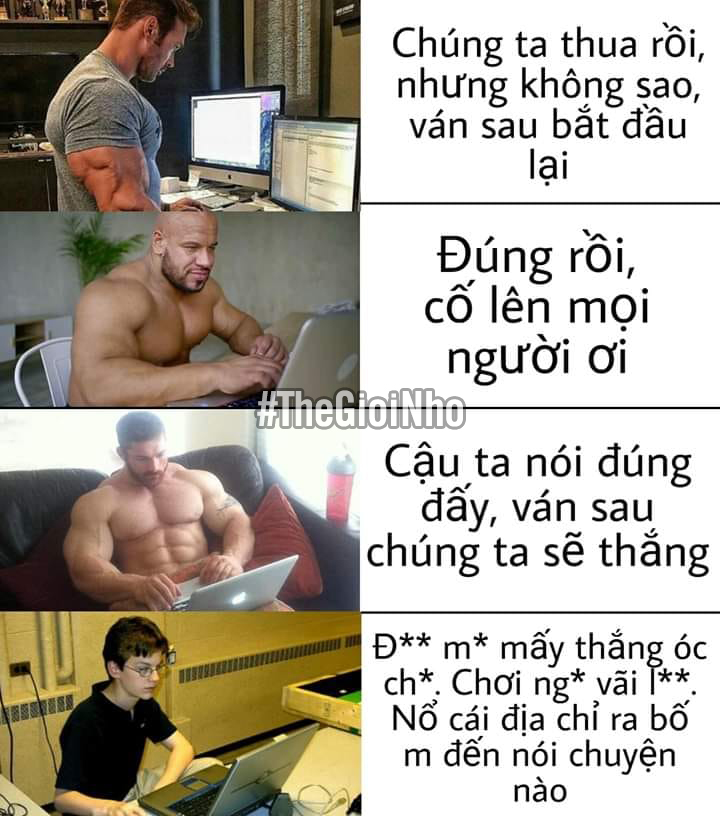 Chúng ta thua rồi,
nhưng không sao,
ván sau bắt đầu
lại
Đúng rồi,
cố lên mọi
người ơi
#TheGioiNho
Cậu ta nói đúng
đấy, ván sau
chúng ta sẽ thắng
Đ** m* mấy thắng óc
ch*. Chơi ng* vãi l**.
Nổ cái địa chỉ ra bố
m đến nói chuyện
nào